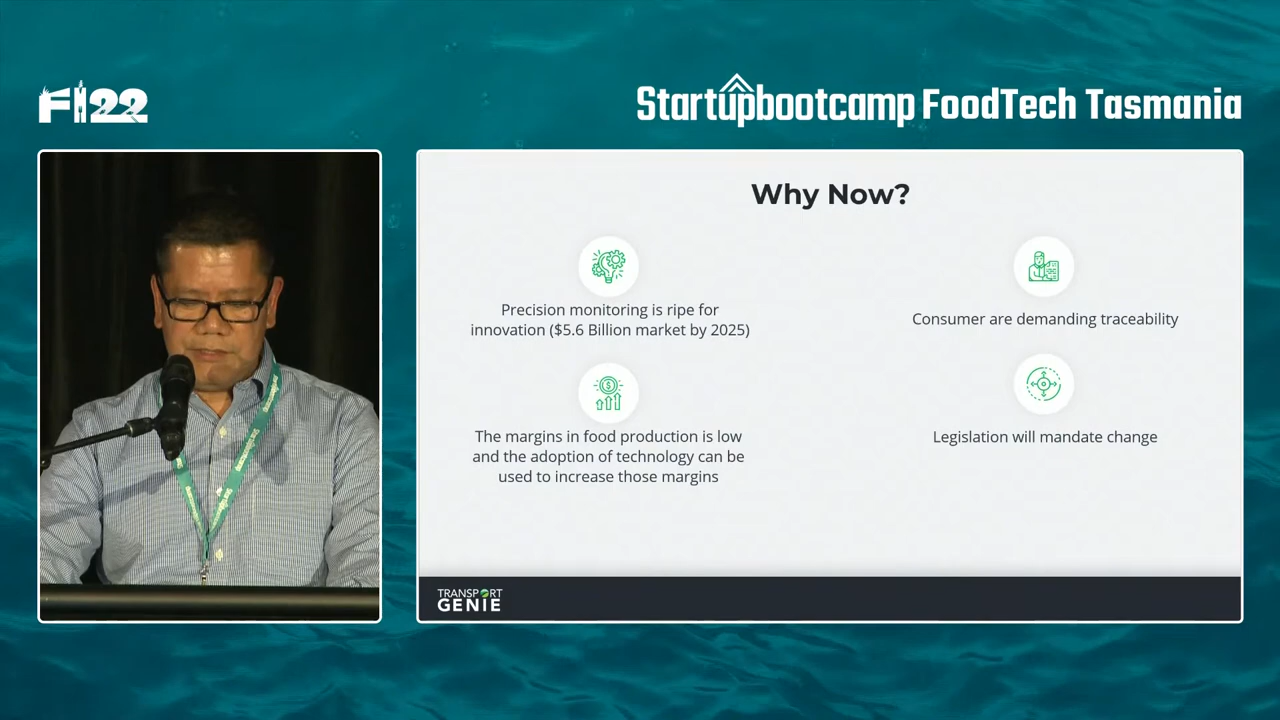 FI22
Startupbootcamp FoodTech Tasmania
Why Now?
Precision monitoring is ripe for
innovation ($5.6 Billion market by 2025)
Consumer are demanding traceability
The margins in food production is low
and the adoption of technology can be
used to increase those margins
Legislation will mandate change
TRANSPORT
GENIE